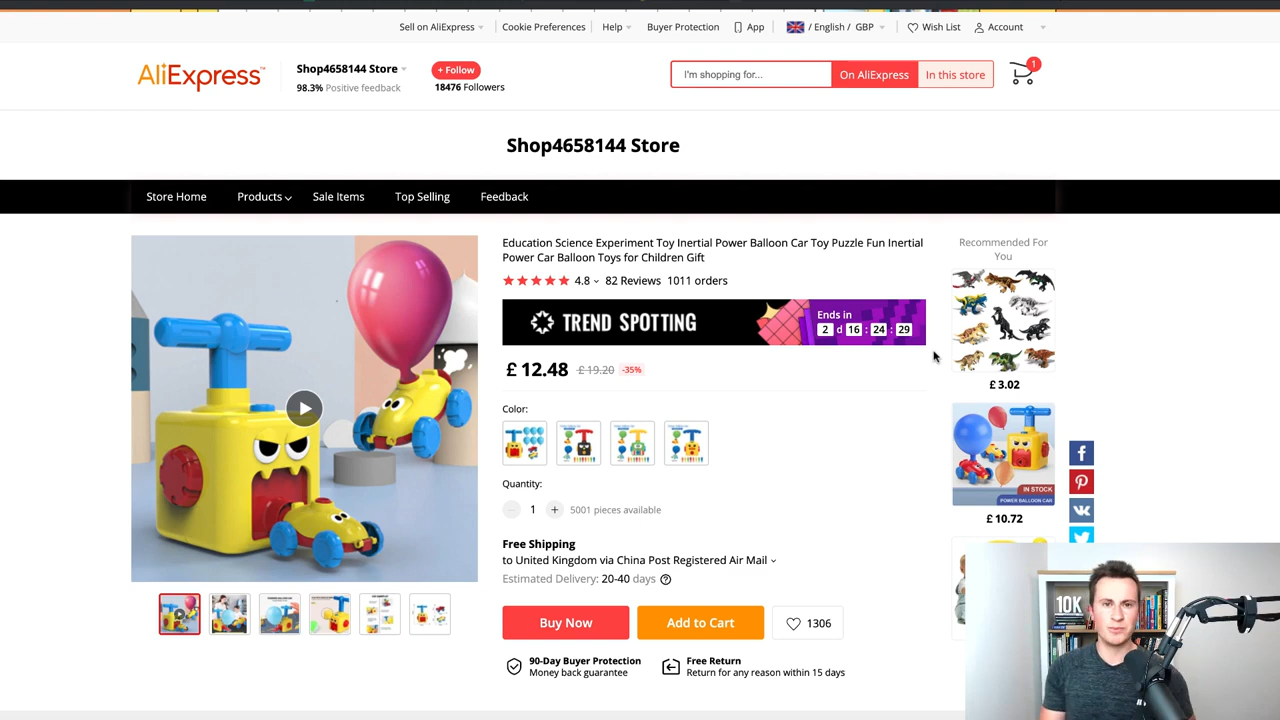 Sell on AliExpress
Cookie Preferences
Help
Buyer Protection
App
/ English / GBP
Wish List
Account
AliExpress™
Shop4658144 Store
98.3% Positive feedback
+ Follow
18476 Followers
I'm shopping for...
On AliExpress
In this store
1
Shop4658144 Store
Store Home
Products
Sale Items
Top Selling
Feedback
Education Science Experiment Toy Inertial Power Balloon Car Toy Puzzle Fun Inertial
Power Car Balloon Toys for Children Gift
4.8
82 Reviews
1011 orders
TREND SPOTTING
Ends in
2 d 16 : 24 : 29
£ 12.48 £ 19.20 -35%
Color:
Quantity:
1
5001 pieces available
Free Shipping
to United Kingdom via China Post Registered Air Mail
Estimated Delivery: 20-40 days
Buy Now
Add to Cart
1306
90-Day Buyer Protection
Money back guarantee
Free Return
Return for any reason within 15 days
Recommended For
You
£ 3.02
IN STOCK
POWER BALLOON CAR
£ 10.72
10K